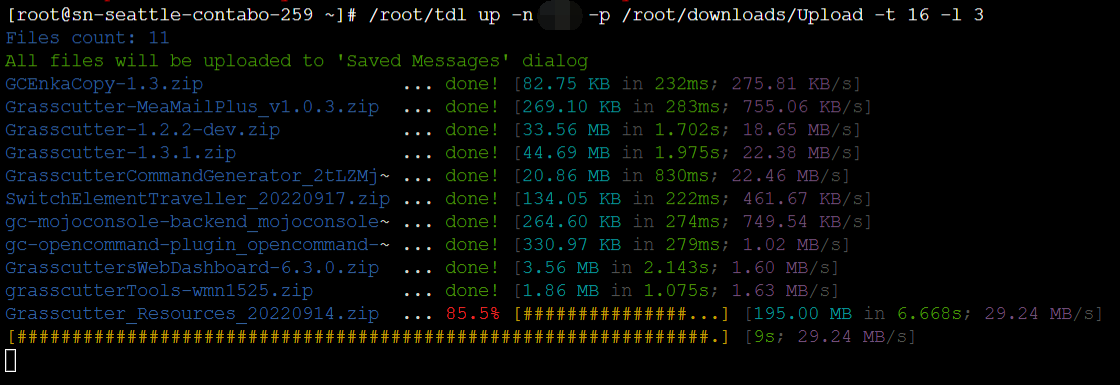 [root@sn-seattle-contabo-259 ~]# /root/tdl up -n -p /root/downloads/Upload -t 16 -l 3
Files count: 11
All files will be uploaded to 'Saved Messages' dialog
GCEnkaCopy-1.3.zip ... done! [82.75 KB in 232ms; 275.81 KB/s]
Grasscutter-MeaMailPlus_v1.0.3.zip ... done! [269.10 KB in 283ms; 755.06 KB/s]
Grasscutter-1.2.2-dev.zip ... done! [33.56 MB in 1.702s; 18.65 MB/s]
Grasscutter-1.3.1.zip ... done! [44.69 MB in 1.975s; 22.38 MB/s]
GrasscutterCommandGenerator_2tLZMj~ ... done! [20.86 MB in 830ms; 22.46 MB/s]
SwitchElementTraveller_20220917.zip ... done! [134.05 KB in 222ms; 461.67 KB/s]
gc-mojoconsole-backend_mojoconsole~ ... done! [264.60 KB in 274ms; 749.54 KB/s]
gc-opencommand-plugin_opencommand-~ ... done! [330.97 KB in 279ms; 1.02 MB/s]
GrasscuttersWebDashboard-6.3.0.zip ... done! [3.56 MB in 2.143s; 1.60 MB/s]
grasscutterTools-wmn1525.zip ... done! [1.86 MB in 1.075s; 1.63 MB/s]
Grasscutter_Resources_20220914.zip ... 85.5% [###############...] [195.00 MB in 6.668s; 29.24 MB/s]
[###############################################################.] [9s; 29.24 MB/s]